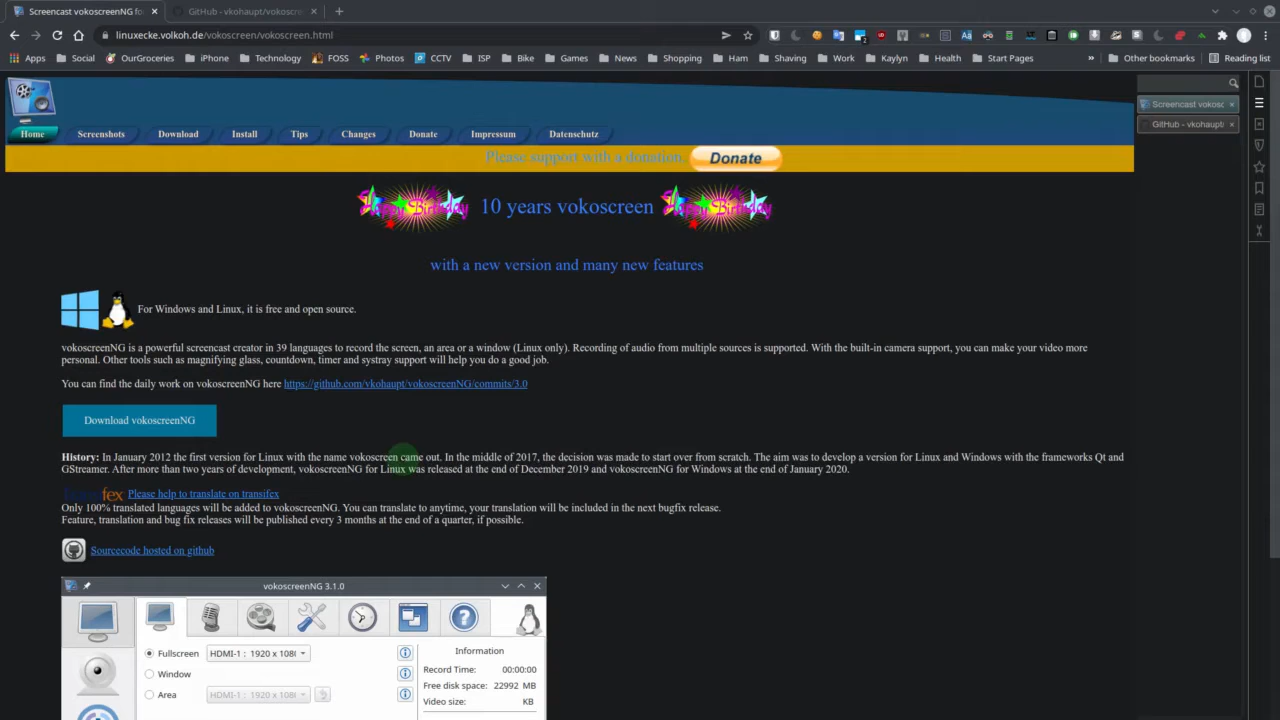 Screencast vokoscreenNG fo
GitHub - vkohaupt/vokoscre
linuxecke.volkoh.de/vokoscreen/vokoscreen.html
Apps Social OurGroceries iPhone Technology FOSS Photos CCTV ISP Bike Games News Shopping Ham Shaving Work Kaylyn Health Start Pages » Other bookmarks Reading list
Screencast vokosc
GitHub - vkohaupt/
Home Screenshots Download Install Tips Changes Donate Impressum Datenschutz
Please support with a donation. Donate
Happy Birthday 10 years vokoscreen Happy Birthday
with a new version and many new features
For Windows and Linux, it is free and open source.
vokoscreenNG is a powerful screencast creator in 39 languages to record the screen, an area or a window (Linux only). Recording of audio from multiple sources is supported. With the built-in camera support, you can make your video more
personal. Other tools such as magnifying glass, countdown, timer and systray support will help you do a good job.
You can find the daily work on vokoscreenNG here https://github.com/vkohaupt/vokoscreenNG/commits/3.0
Download vokoscreenNG
History: In January 2012 the first version for Linux with the name vokoscreen came out. In the middle of 2017, the decision was made to start over from scratch. The aim was to develop a version for Linux and Windows with the frameworks Qt and
GStreamer. After more than two years of development, vokoscreenNG for Linux was released at the end of December 2019 and vokoscreenNG for Windows at the end of January 2020.
Please help to translate on transifex
Only 100% translated languages will be added to vokoscreenNG. You can translate to anytime, your translation will be included in the next bugfix release.
Feature, translation and bug fix releases will be published every 3 months at the end of a quarter, if possible.
Sourcecode hosted on github
vokoscreenNG 3.1.0
Fullscreen HDMI-1 : 1920 x 108(
Window
Area HDMI-1 : 1920 x 108(
Information
Record Time: 00:00:00
Free disk space: 22992 MB
Video size: KB